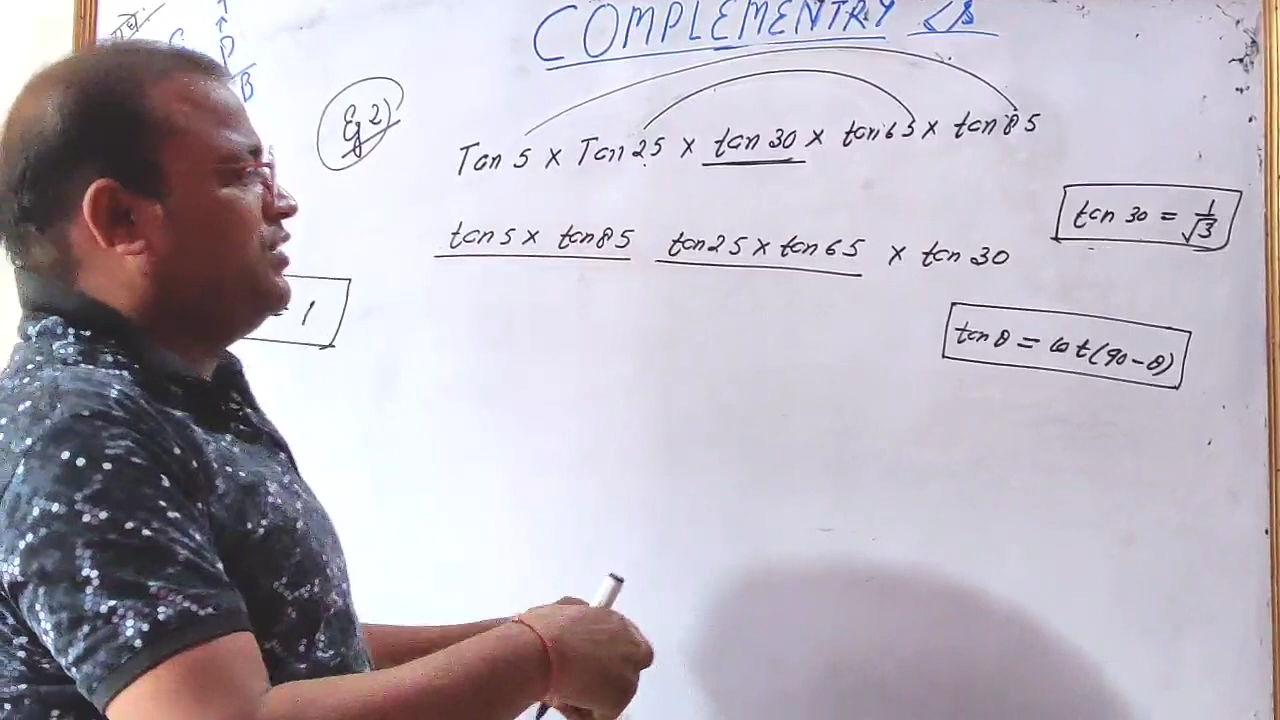 COMPLEMENTRY <s
P
B
Eg 2)
Tan 5 × Tan 25 × tan 30 × tan 65 × tan 85
tan 30 = 1/√3
tan 5 × tan 85 tan 25 × tan 65 × tan 30
= 1
tan θ = cot(90-θ)